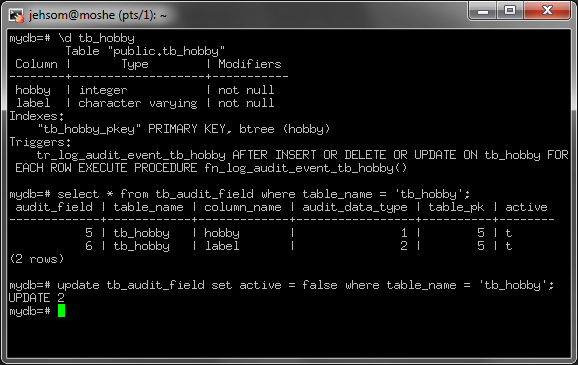 jehsom@moshe (pts/1): ~
mydb=# \d tb_hobby
Table "public.tb_hobby"
Column | Type | Modifiers
--------+-------------------+-----------
hobby | integer | not null
label | character varying | not null
Indexes:
"tb_hobby_pkey" PRIMARY KEY, btree (hobby)
Triggers:
tr_log_audit_event_tb_hobby AFTER INSERT OR DELETE OR UPDATE ON tb_hobby FOR
EACH ROW EXECUTE PROCEDURE fn_log_audit_event_tb_hobby()
mydb=# select * from tb_audit_field where table_name = 'tb_hobby';
audit_field | table_name | column_name | audit_data_type | table_pk | active
-------------+------------+-------------+-----------------+----------+--------
5 | tb_hobby | hobby | 1 | 5 | t
6 | tb_hobby | label | 2 | 5 | t
(2 rows)
mydb=# update tb_audit_field set active = false where table_name = 'tb_hobby';
UPDATE 2
mydb=#